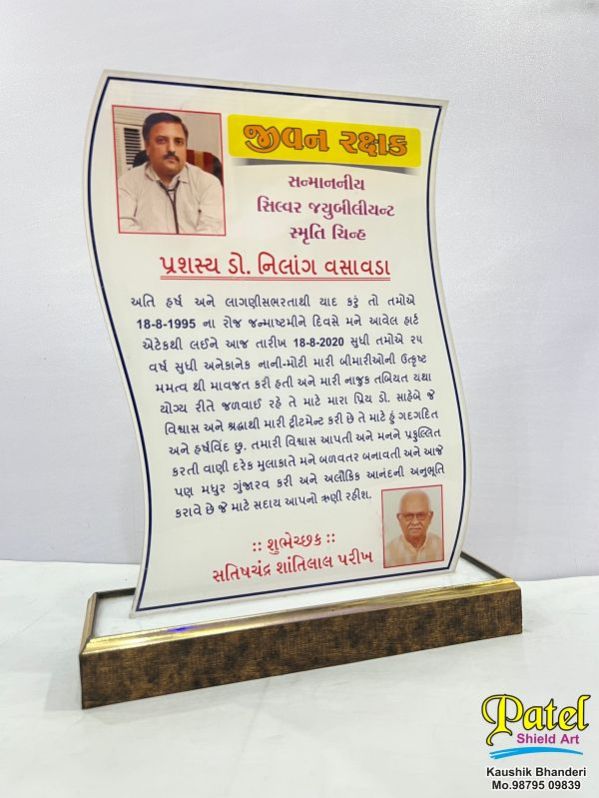 જીવન રક્ષક
સન્માનનીય
સિલ્વર જયુબીલીયન્ટ
સ્મૃતિ ચિન્હ
પ્રશસ્ય ડો. નિલાંગ વસાવડા
અતિ હર્ષ અને લાગણીસભરતાથી યાદ કરું તો તમોએ
18-8-1995 ના રોજ જન્માષ્ટમીને દિવસે મને આવેલ હાર્ટ
એટેકથી લઈને આજ તારીખ 18-8-2020 સુધી તમોએ ૨૫
વર્ષ સુધી અનેકાનેક નાની-મોટી મારી બીમારીઓની ઉત્કૃષ્ટ
મમત્વ થી માવજત કરી હતી અને મારી નાજુક તબિયત યથા
યોગ્ય રીતે જળવાઈ રહે તે માટે મારા પ્રિય ડો. સાહેબે જે
વિશ્વાસ અને શ્રદ્ધાથી મારી ટ્રીટમેન્ટ કરી છે તે માટે હું ગદગદિત
અને હર્ષવિંદ છુ. તમારી વિશ્વાસ આપતી અને મનને પ્રફુલ્લિત
કરતી વાણી દરેક મુલાકાતે મને બળવતર બનાવતી અને આજે
પણ મધુર ગુંજારવ કરી અને અલૌકિક આનંદની અનુભૂતિ
કરાવે છે જે માટે સદાય આપનો ઋણી રહીશ.
:: શુભેચ્છક ::
સતિષચંદ્ર શાંતિલાલ પરીખ
Patel
Shield Art
Kaushik Bhanderi
Mo.98795 09839